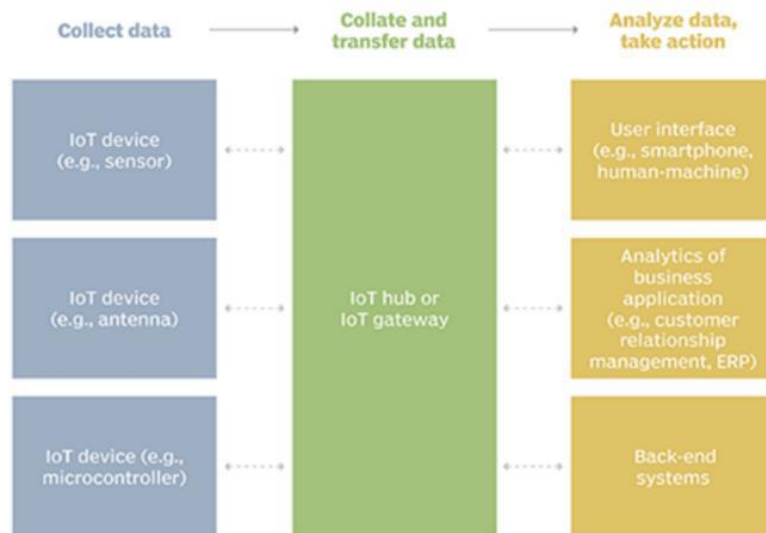 Collect data
Collate and
transfer data
Analyze data,
take action
IoT device
(e.g., sensor)
User interface
(e.g., smartphone,
human-machine)
IoT device
(e.g., antenna)
IoT hub or
IoT gateway
Analytics of
business
application
(e.g., customer
relationship
management, ERP)
IoT device (e.g.,
microcontroller)
Back-end
systems